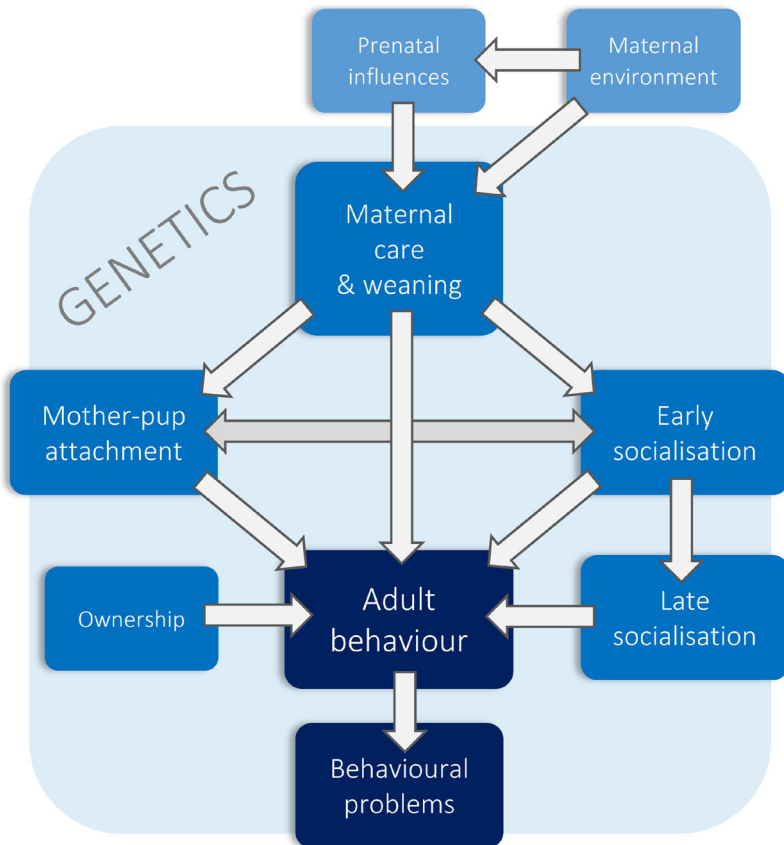 Prenatal
influences
Maternal
environment
GENETICS
Maternal
care
& weaning
Mother-pup
attachment
Early
socialisation
Ownership
Adult
behaviour
Late
socialisation
Behavioural
problems